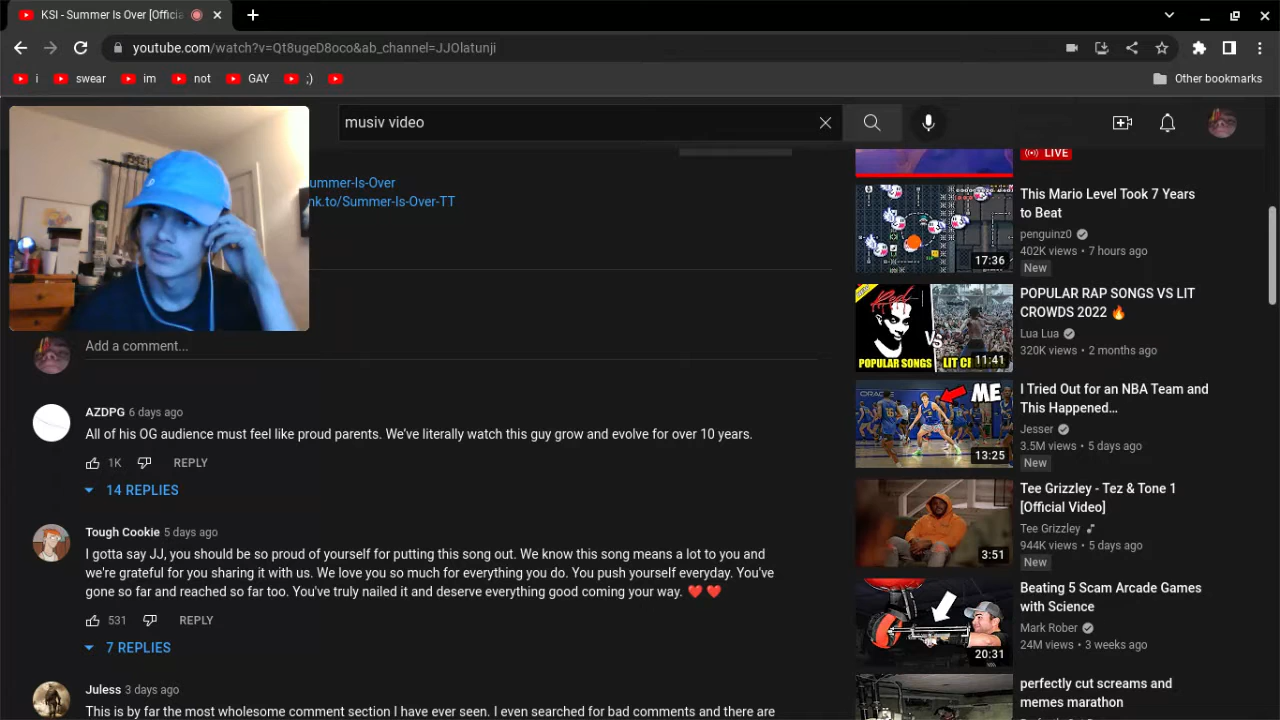 KSI - Summer Is Over [Officia
youtube.com/watch?v=Qt8ugeD8oco&ab_channel=JJOlatunji
i swear im not GAY ;)
Other bookmarks
musiv video
ummer-Is-Over
nk.to/Summer-Is-Over-TT
Add a comment...
AZDPG 6 days ago
All of his OG audience must feel like proud parents. We've literally watch this guy grow and evolve for over 10 years.
1K REPLY
14 REPLIES
Tough Cookie 5 days ago
I gotta say JJ, you should be so proud of yourself for putting this song out. We know this song means a lot to you and
we're grateful for you sharing it with us. We love you so much for everything you do. You push yourself everyday. You've
gone so far and reached so far too. You've truly nailed it and deserve everything good coming your way. ❤️ ❤️
531 REPLY
7 REPLIES
Juless 3 days ago
This is by far the most wholesome comment section I have ever seen. I even searched for bad comments and there are
LIVE
17:36
This Mario Level Took 7 Years
to Beat
penguinz0
402K views • 7 hours ago
New
Red
VS
POPULAR SONGS
11:41
POPULAR RAP SONGS VS LIT
CROWDS 2022 🔥
Lua Lua
320K views • 2 months ago
ME
13:25
I Tried Out for an NBA Team and
This Happened...
Jesser
3.5M views • 5 days ago
New
3:51
Tee Grizzley - Tez & Tone 1
[Official Video]
Tee Grizzley
944K views • 5 days ago
New
20:31
Beating 5 Scam Arcade Games
with Science
Mark Rober
24M views • 3 weeks ago
perfectly cut screams and
memes marathon